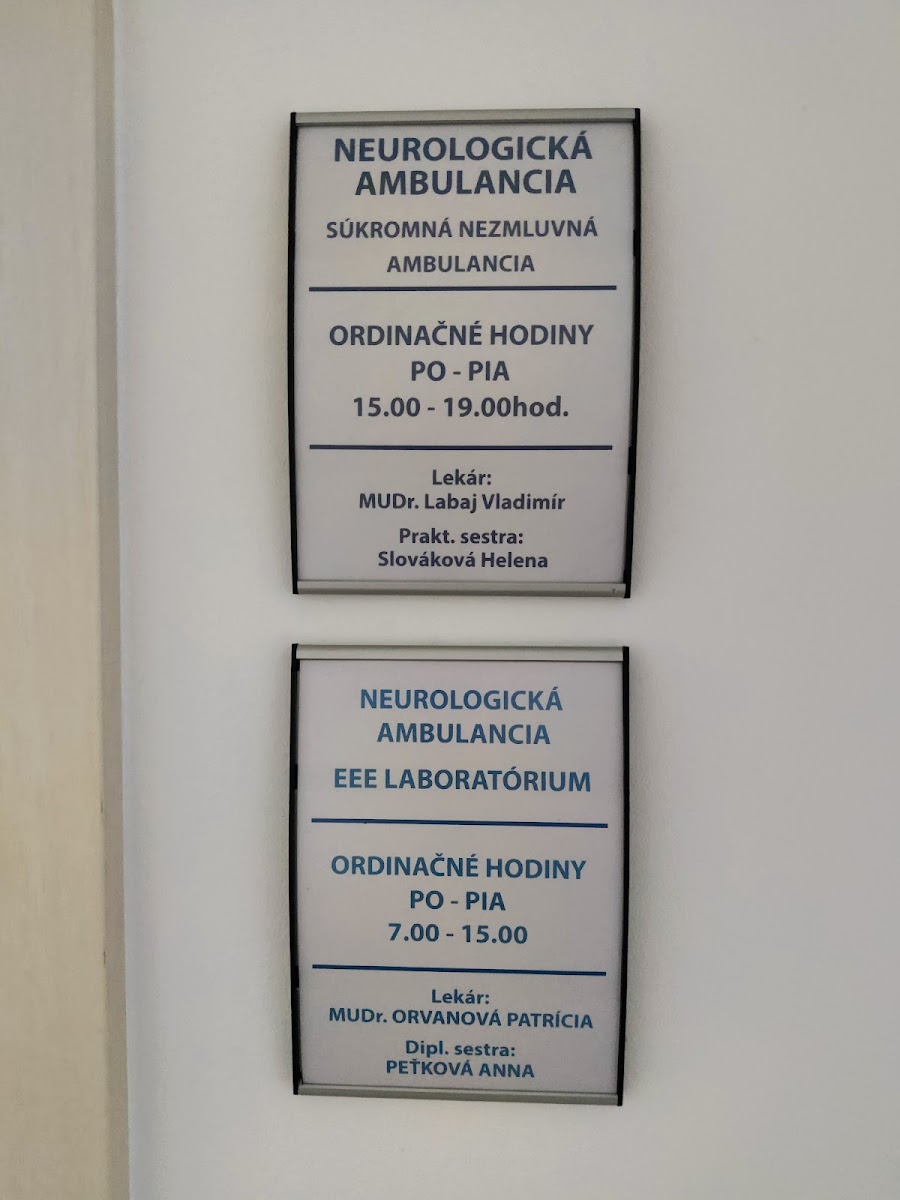 NEUROLOGICKÁ
AMBULANCIA
SÚKROMNÁ NEZMLUVNÁ
AMBULANCIA
ORDINAČNÉ HODINY
PO - PIA
15.00 - 19.00hod.
Lekár:
MUDr. Labaj Vladimír
Prakt. sestra:
Slováková Helena
NEUROLOGICKÁ
AMBULANCIA
EEE LABORATÓRIUM
ORDINAČNÉ HODINY
PO - PIA
7.00 - 15.00
Lekár:
MUDr. ORVANOVÁ PATRÍCIA
Dipl. sestra:
PEŤKOVÁ ANNA